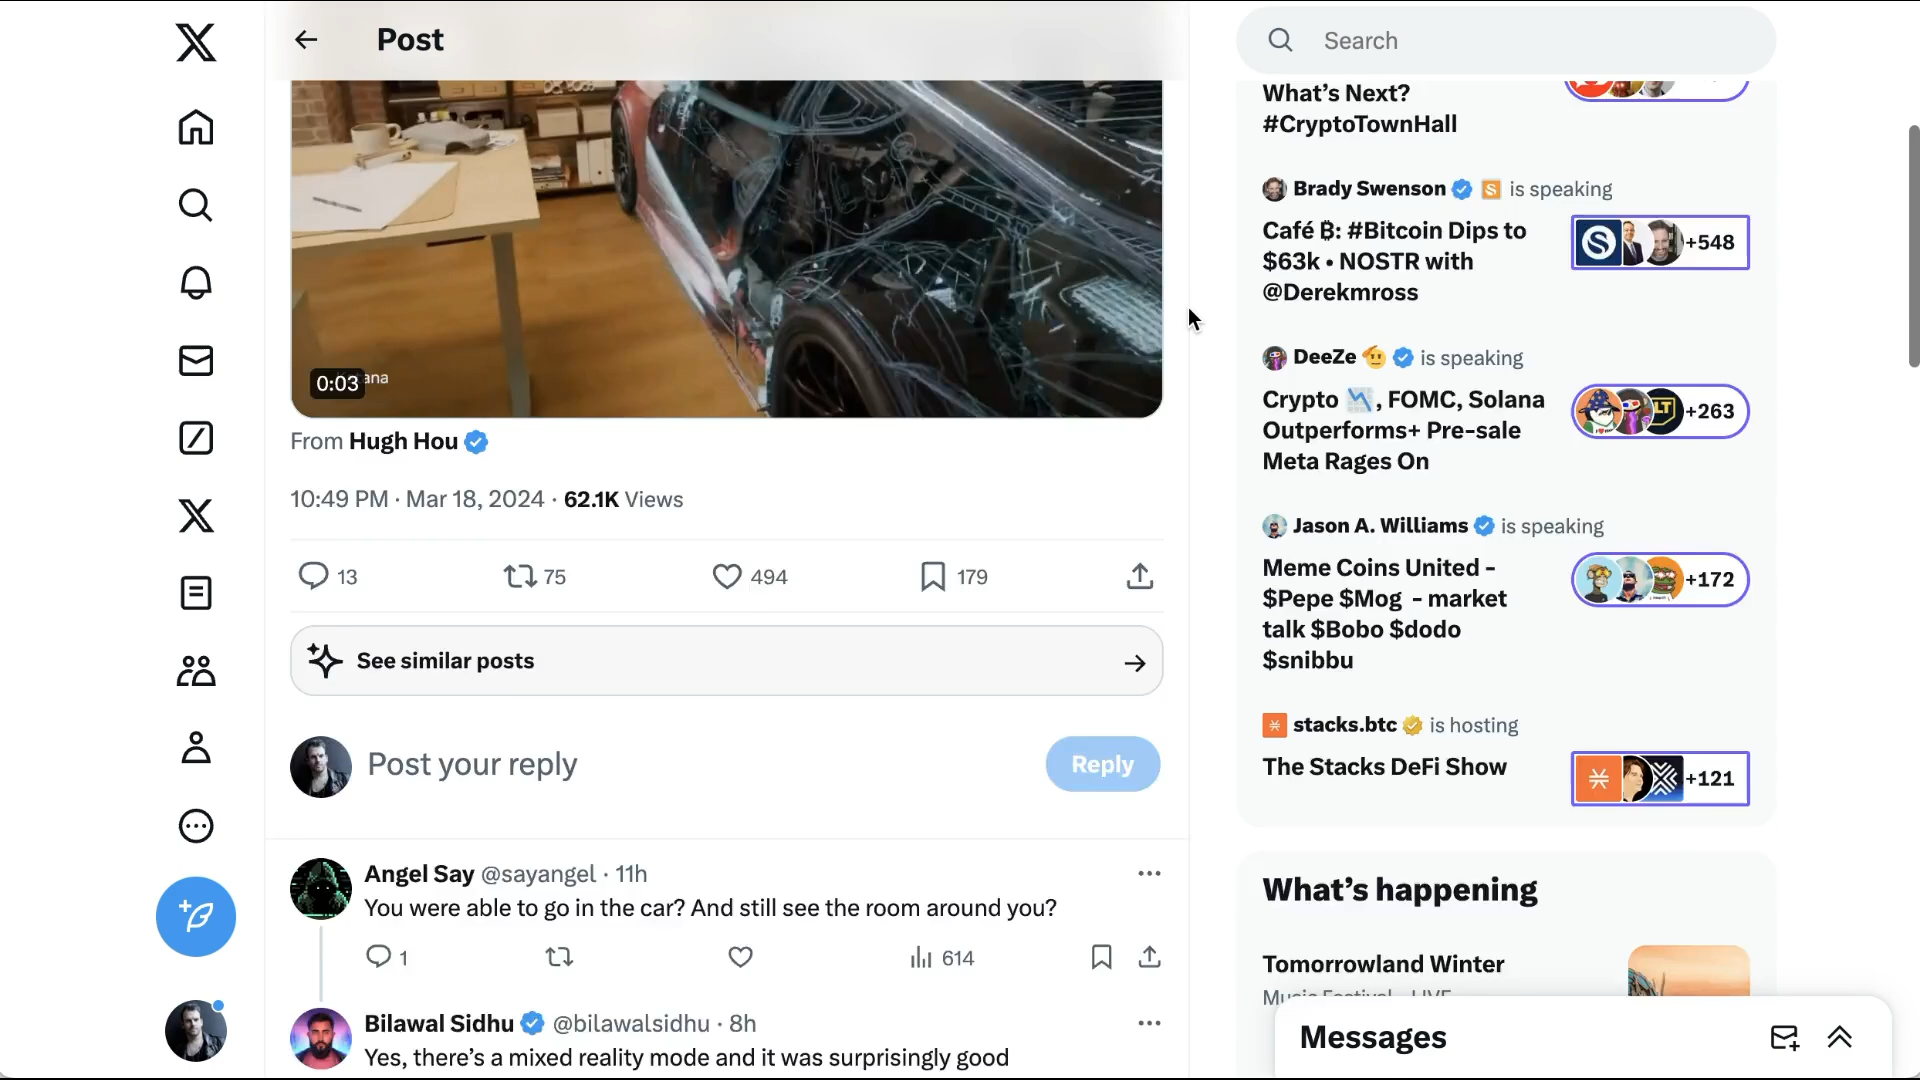 Post
Search
0:03
ana
From Hugh Hou
10:49 PM · Mar 18, 2024 · 62.1K Views
13
75
494
179
See similar posts
Post your reply
Reply
Angel Say @sayangel · 11h
You were able to go in the car? And still see the room around you?
1
614
Bilawal Sidhu @bilawalsidhu · 8h
Yes, there's a mixed reality mode and it was surprisingly good
What's Next?
#CryptoTownHall
Brady Swenson S is speaking
Café ₿: #Bitcoin Dips to
$63k • NOSTR with
@Derekmross
+548
DeeZe 🫡 is speaking
Crypto 📉, FOMC, Solana
Outperforms+ Pre-sale
Meta Rages On
LT
+263
Jason A. Williams is speaking
Meme Coins United -
$Pepe $Mog - market
talk $Bobo $dodo
$snibbu
+172
stacks.btc is hosting
The Stacks DeFi Show
+121
What's happening
Tomorrowland Winter
Music Festival · LIVE
Messages